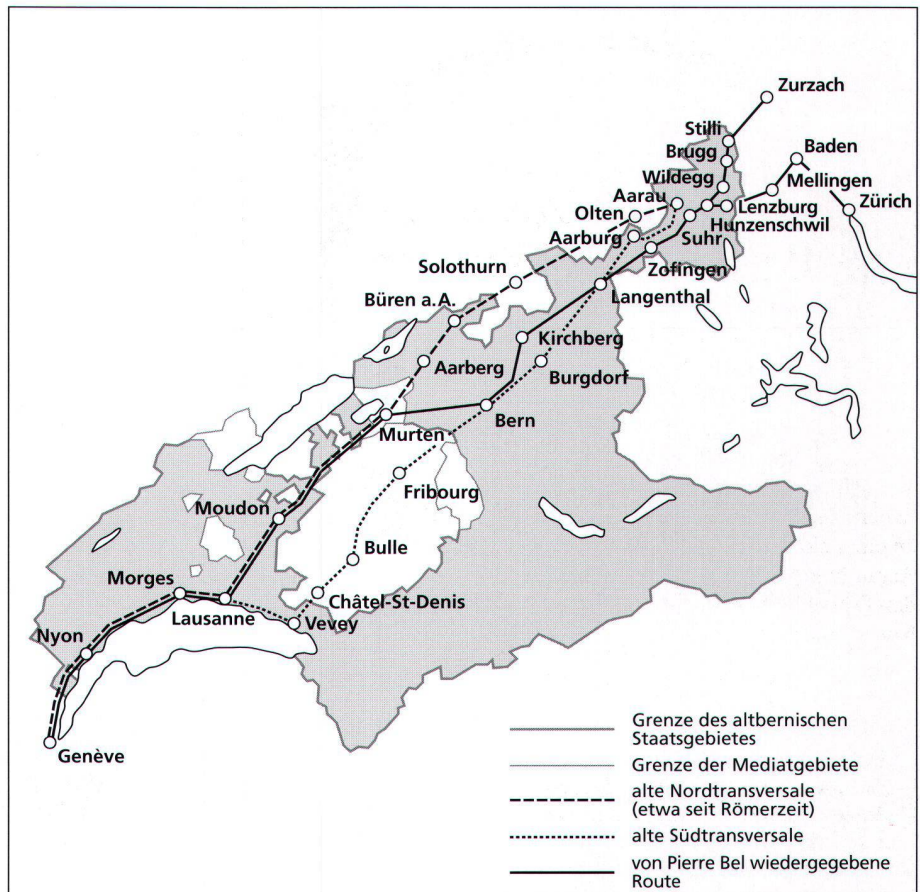 Zurzach
Stilli
Brugg
Baden
Wildegg
Mellingen
Aarau
Zürich
Olten
Lenzburg
Hunzenschwil
Aarburg
Suhr
Zofingen
Solothurn
Langenthal
Büren a.A.
Kirchberg
Aarberg
Burgdorf
Bern
Murten
Fribourg
Moudon
Bulle
Morges
Châtel-St-Denis
Lausanne
Vevey
Nyon
Genève
Grenze des altbernischen
Staatsgebietes
Grenze der Mediatgebiete
alte Nordtransversale
(etwa seit Römerzeit)
alte Südtransversale
von Pierre Bel wiedergegebene
Route